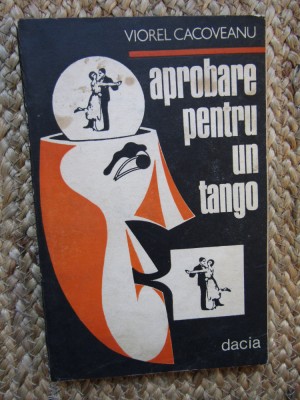 VIOREL CACOVEANU
aprobare
pentru
un
tango
dacia